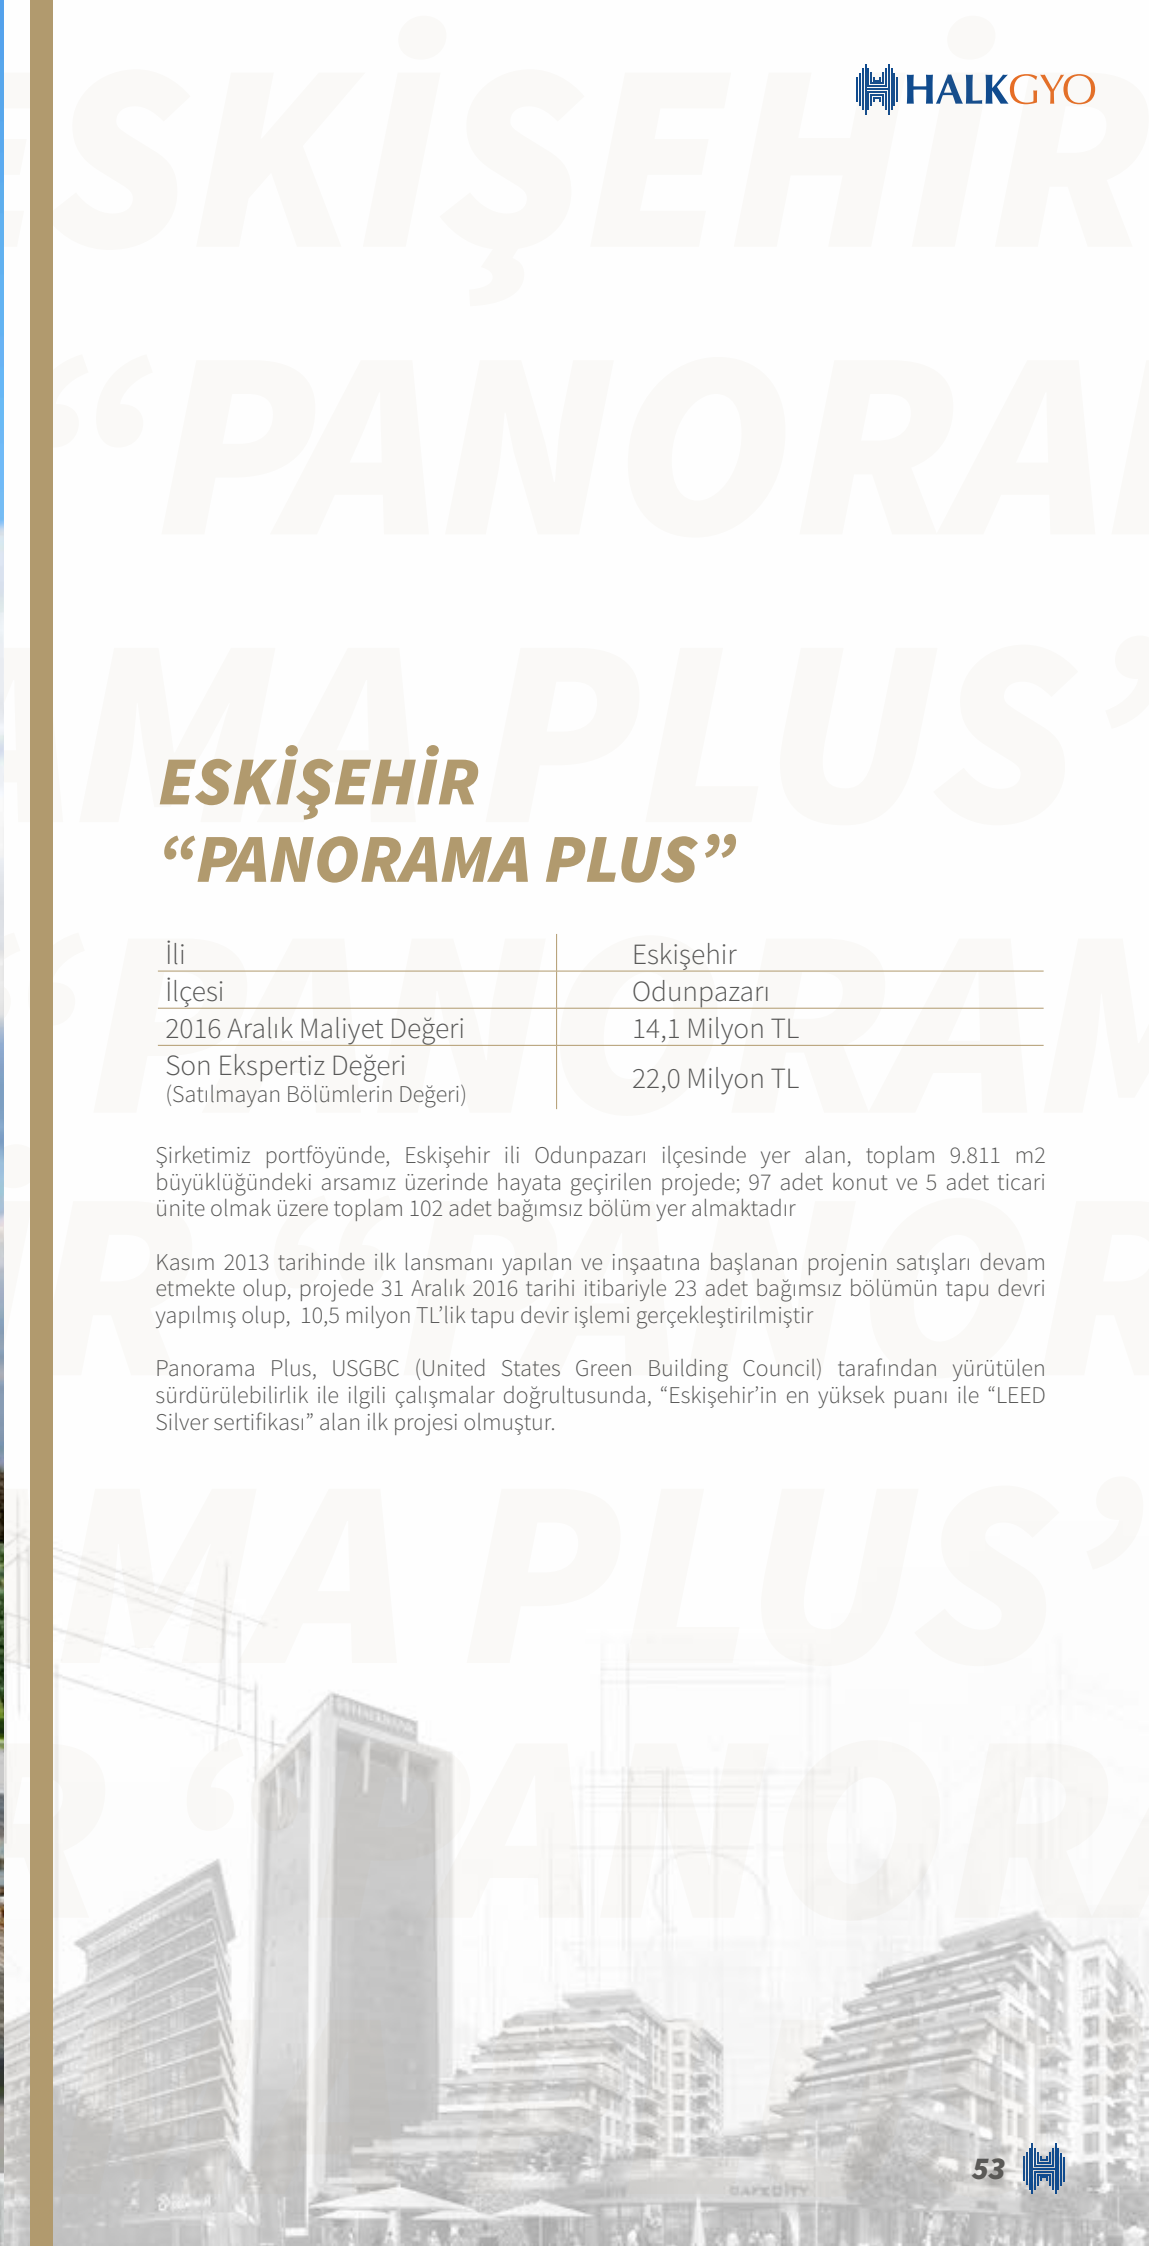 HALKGYO
ESKİŞEHİR
“PANORAMA PLUS”
İli Eskişehir
İlçesi Odunpazarı
2016 Aralık Maliyet Değeri 14,1 Milyon TL
Son Ekspertiz Değeri
(Satılmayan Bölümlerin Değeri) 22,0 Milyon TL
Şirketimiz portföyünde, Eskişehir ili Odunpazarı ilçesinde yer alan, toplam 9.811 m2
büyüklüğündeki arsamız üzerinde hayata geçirilen projede; 97 adet konut ve 5 adet ticari
ünite olmak üzere toplam 102 adet bağımsız bölüm yer almaktadır
Kasım 2013 tarihinde ilk lansmanı yapılan ve inşaatına başlanan projenin satışları devam
etmekte olup, projede 31 Aralık 2016 tarihi itibariyle 23 adet bağımsız bölümün tapu devri
yapılmış olup, 10,5 milyon TL’lik tapu devir işlemi gerçekleştirilmiştir
Panorama Plus, USGBC (United States Green Building Council) tarafından yürütülen
sürdürülebilirlik ile ilgili çalışmalar doğrultusunda, “Eskişehir’in en yüksek puanı ile “LEED
Silver sertifikası” alan ilk projesi olmuştur.
53